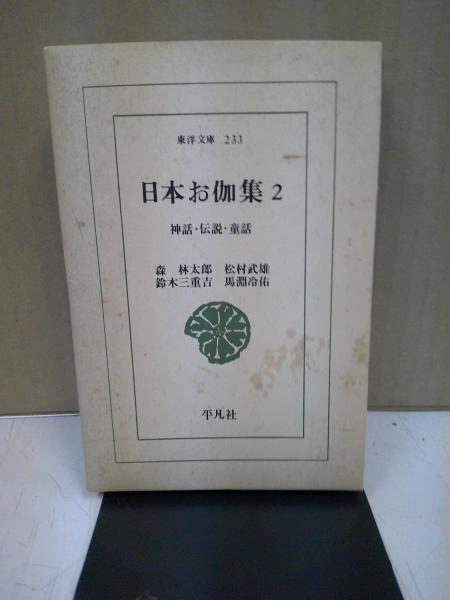 東洋文庫 233
日本お伽集 2
神話・伝説・童話
森 林太郎 松村武雄
鈴木三重吉 馬淵冷佑
平凡社